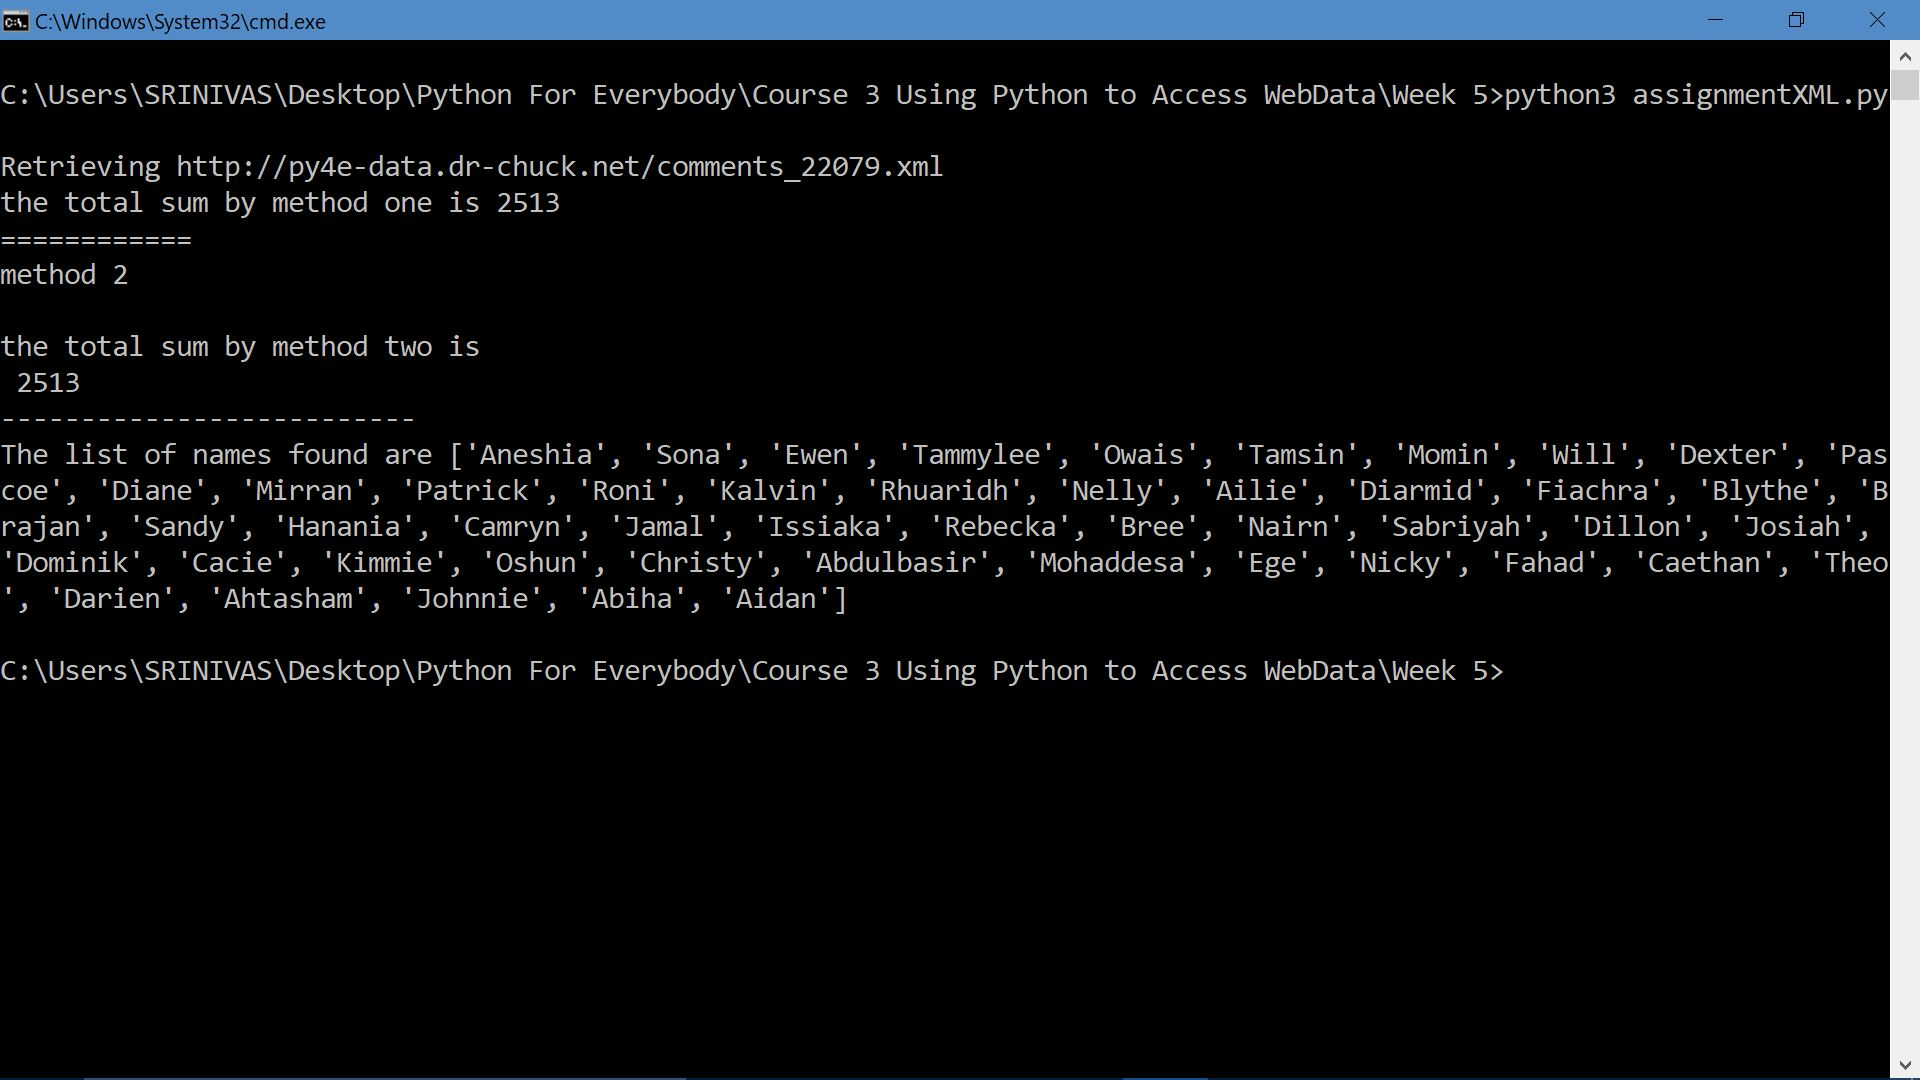 C:\Windows\System32\cmd.exe
C:\Users\SRINIVAS\Desktop\Python For Everybody\Course 3 Using Python to Access WebData\Week 5>python3 assignmentXML.py
Retrieving http://py4e-data.dr-chuck.net/comments_22079.xml
the total sum by method one is 2513
============
method 2
the total sum by method two is
 2513
--------------------------
The list of names found are ['Aneshia', 'Sona', 'Ewen', 'Tammylee', 'Owais', 'Tamsin', 'Momin', 'Will', 'Dexter', 'Pas
coe', 'Diane', 'Mirran', 'Patrick', 'Roni', 'Kalvin', 'Rhuaridh', 'Nelly', 'Ailie', 'Diarmid', 'Fiachra', 'Blythe', 'B
rajan', 'Sandy', 'Hanania', 'Camryn', 'Jamal', 'Issiaka', 'Rebecka', 'Bree', 'Nairn', 'Sabriyah', 'Dillon', 'Josiah',
'Dominik', 'Cacie', 'Kimmie', 'Oshun', 'Christy', 'Abdulbasir', 'Mohaddesa', 'Ege', 'Nicky', 'Fahad', 'Caethan', 'Theo
', 'Darien', 'Ahtasham', 'Johnnie', 'Abiha', 'Aidan']
C:\Users\SRINIVAS\Desktop\Python For Everybody\Course 3 Using Python to Access WebData\Week 5>